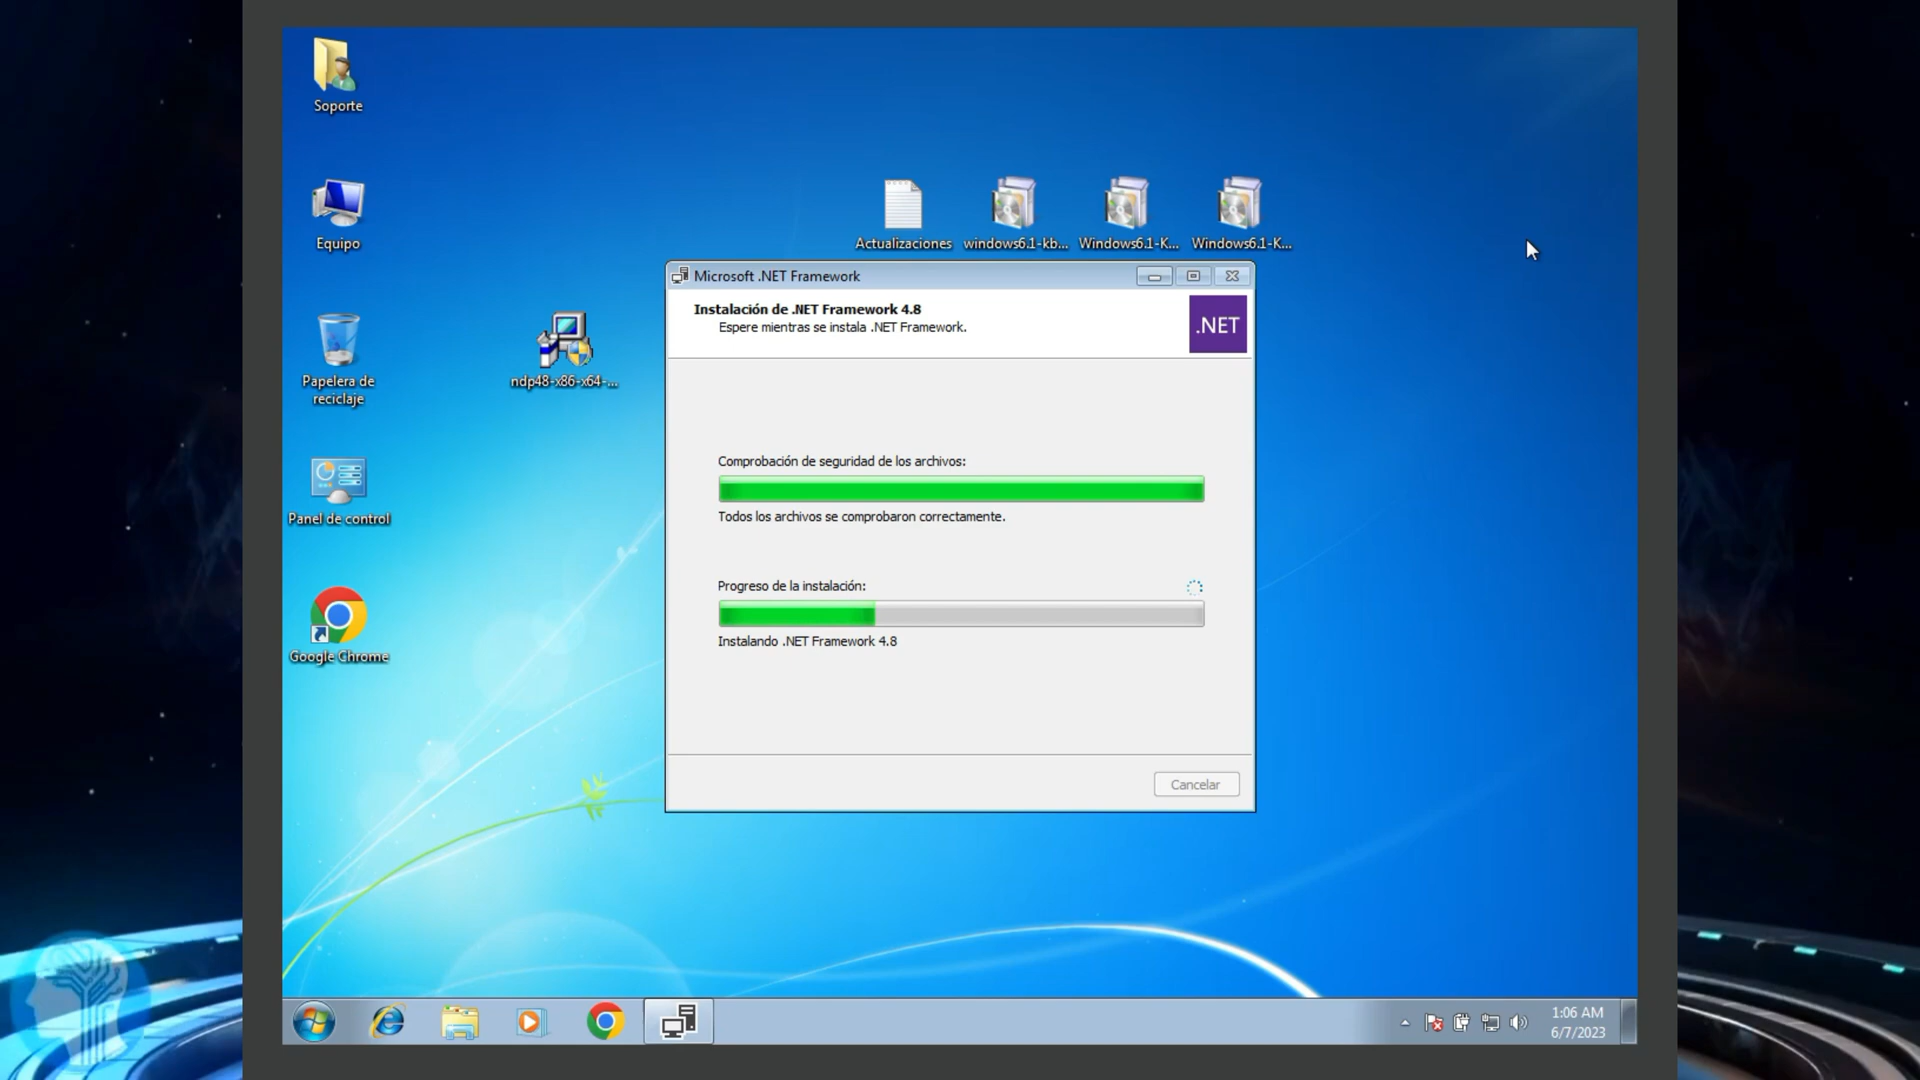 Soporte
Equipo
Papelera de
reciclaje
Panel de control
Google Chrome
ndp48-x86-x64-...
Actualizaciones
windows6.1-kb...
Windows6.1-K...
Windows6.1-K...
Microsoft .NET Framework
Instalación de .NET Framework 4.8
Espere mientras se instala .NET Framework.
.NET
Comprobación de seguridad de los archivos:
Todos los archivos se comprobaron correctamente.
Progreso de la instalación:
Instalando .NET Framework 4.8
Cancelar
1:06 AM
6/7/2023